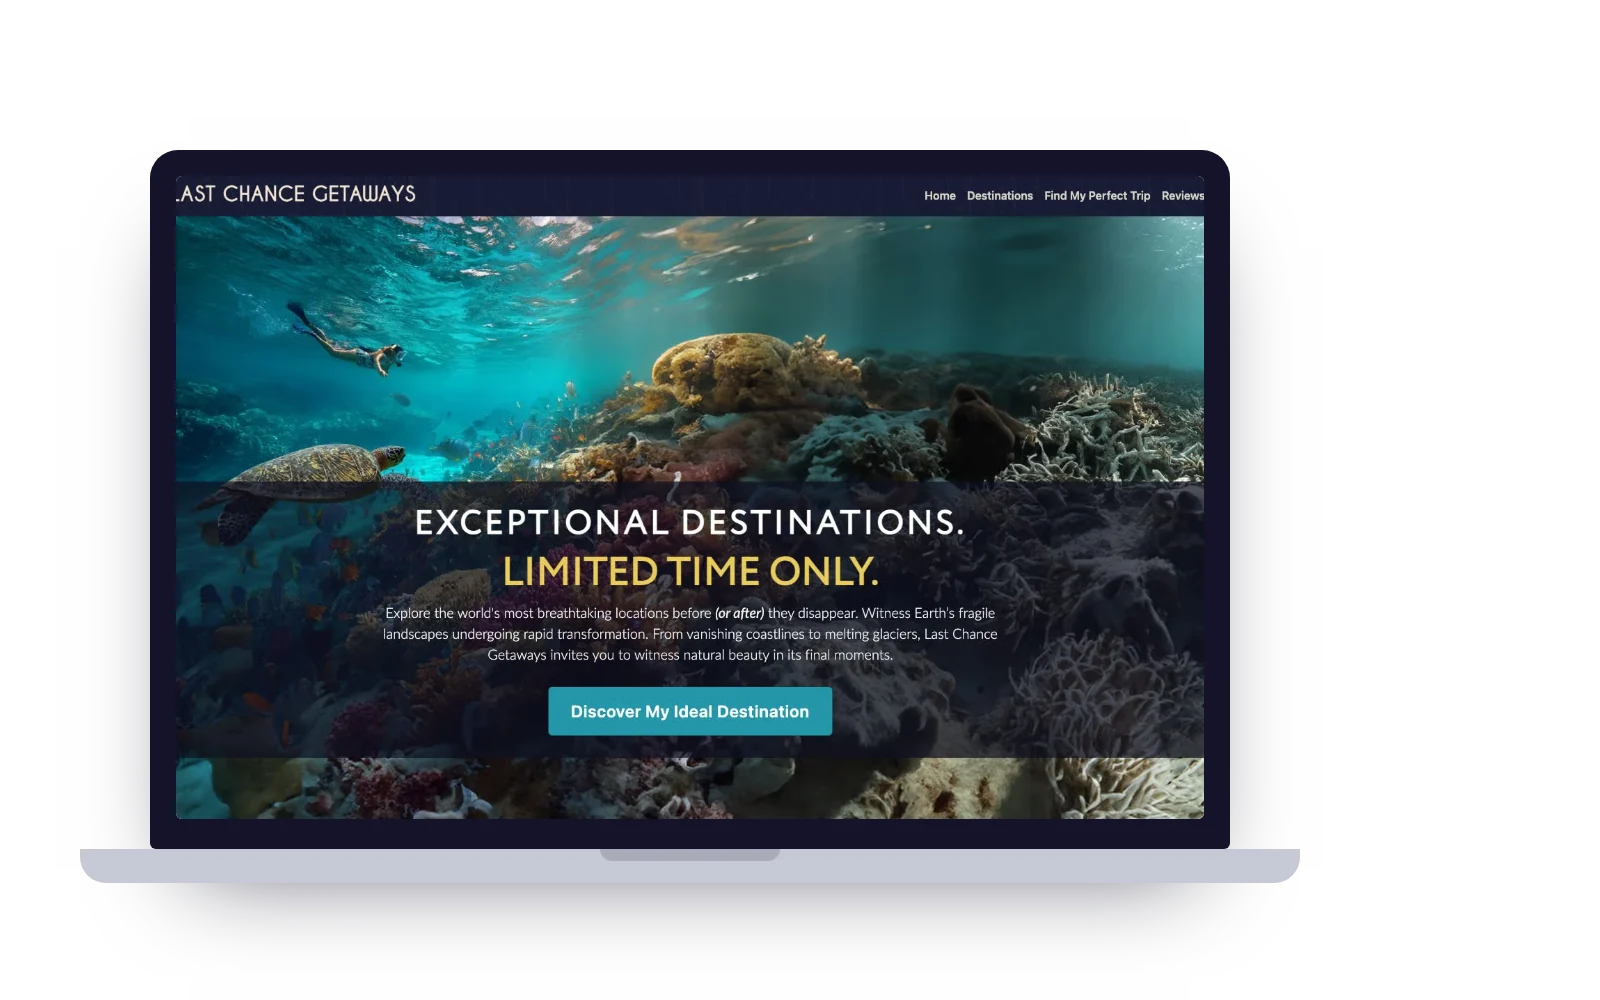 LAST CHANCE GETAWAYS
Home Destinations Find My Perfect Trip Reviews
EXCEPTIONAL DESTINATIONS.
LIMITED TIME ONLY.
Explore the world's most breathtaking locations before (or after) they disappear. Witness Earth's fragile
landscapes undergoing rapid transformation. From vanishing coastlines to melting glaciers, Last Chance
Getaways invites you to witness natural beauty in its final moments.
Discover My Ideal Destination